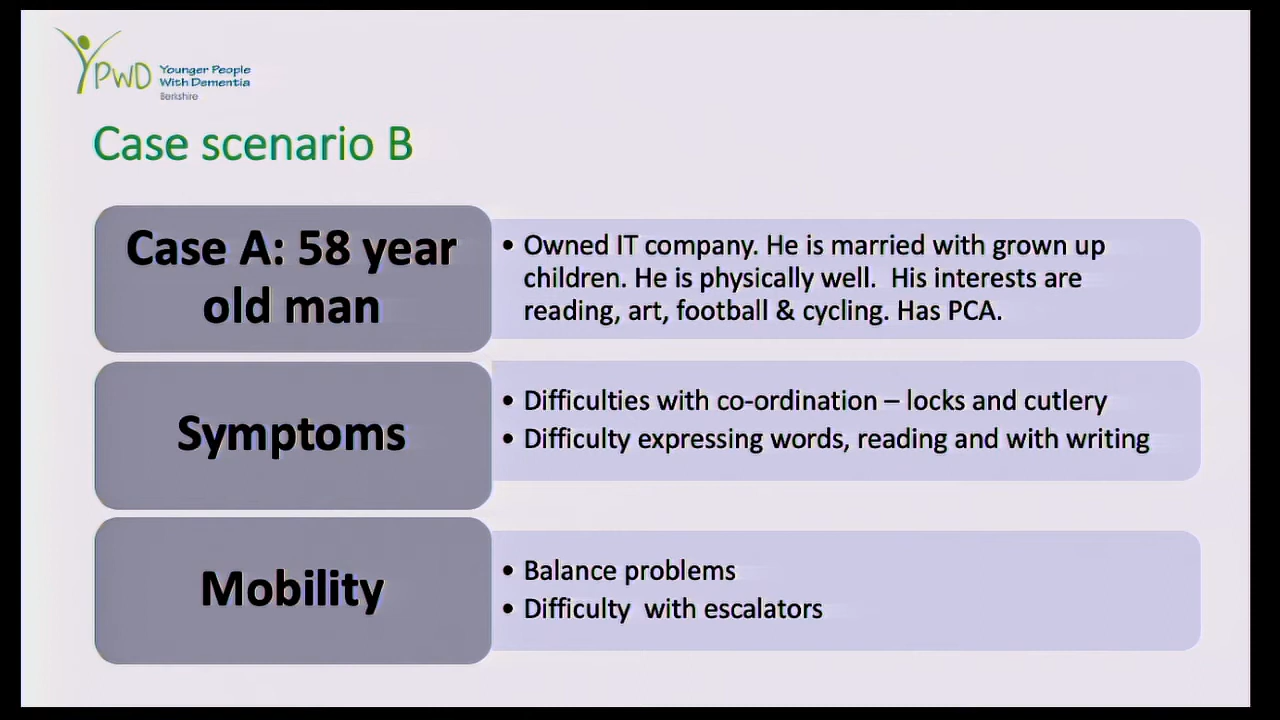 YPWD Younger People
With Dementia
Berkshire
Case scenario B
Case A: 58 year
old man
• Owned IT company. He is married with grown up
children. He is physically well.  His interests are
reading, art, football & cycling. Has PCA.
Symptoms
• Difficulties with co-ordination – locks and cutlery
• Difficulty expressing words, reading and with writing
Mobility
• Balance problems
• Difficulty  with escalators